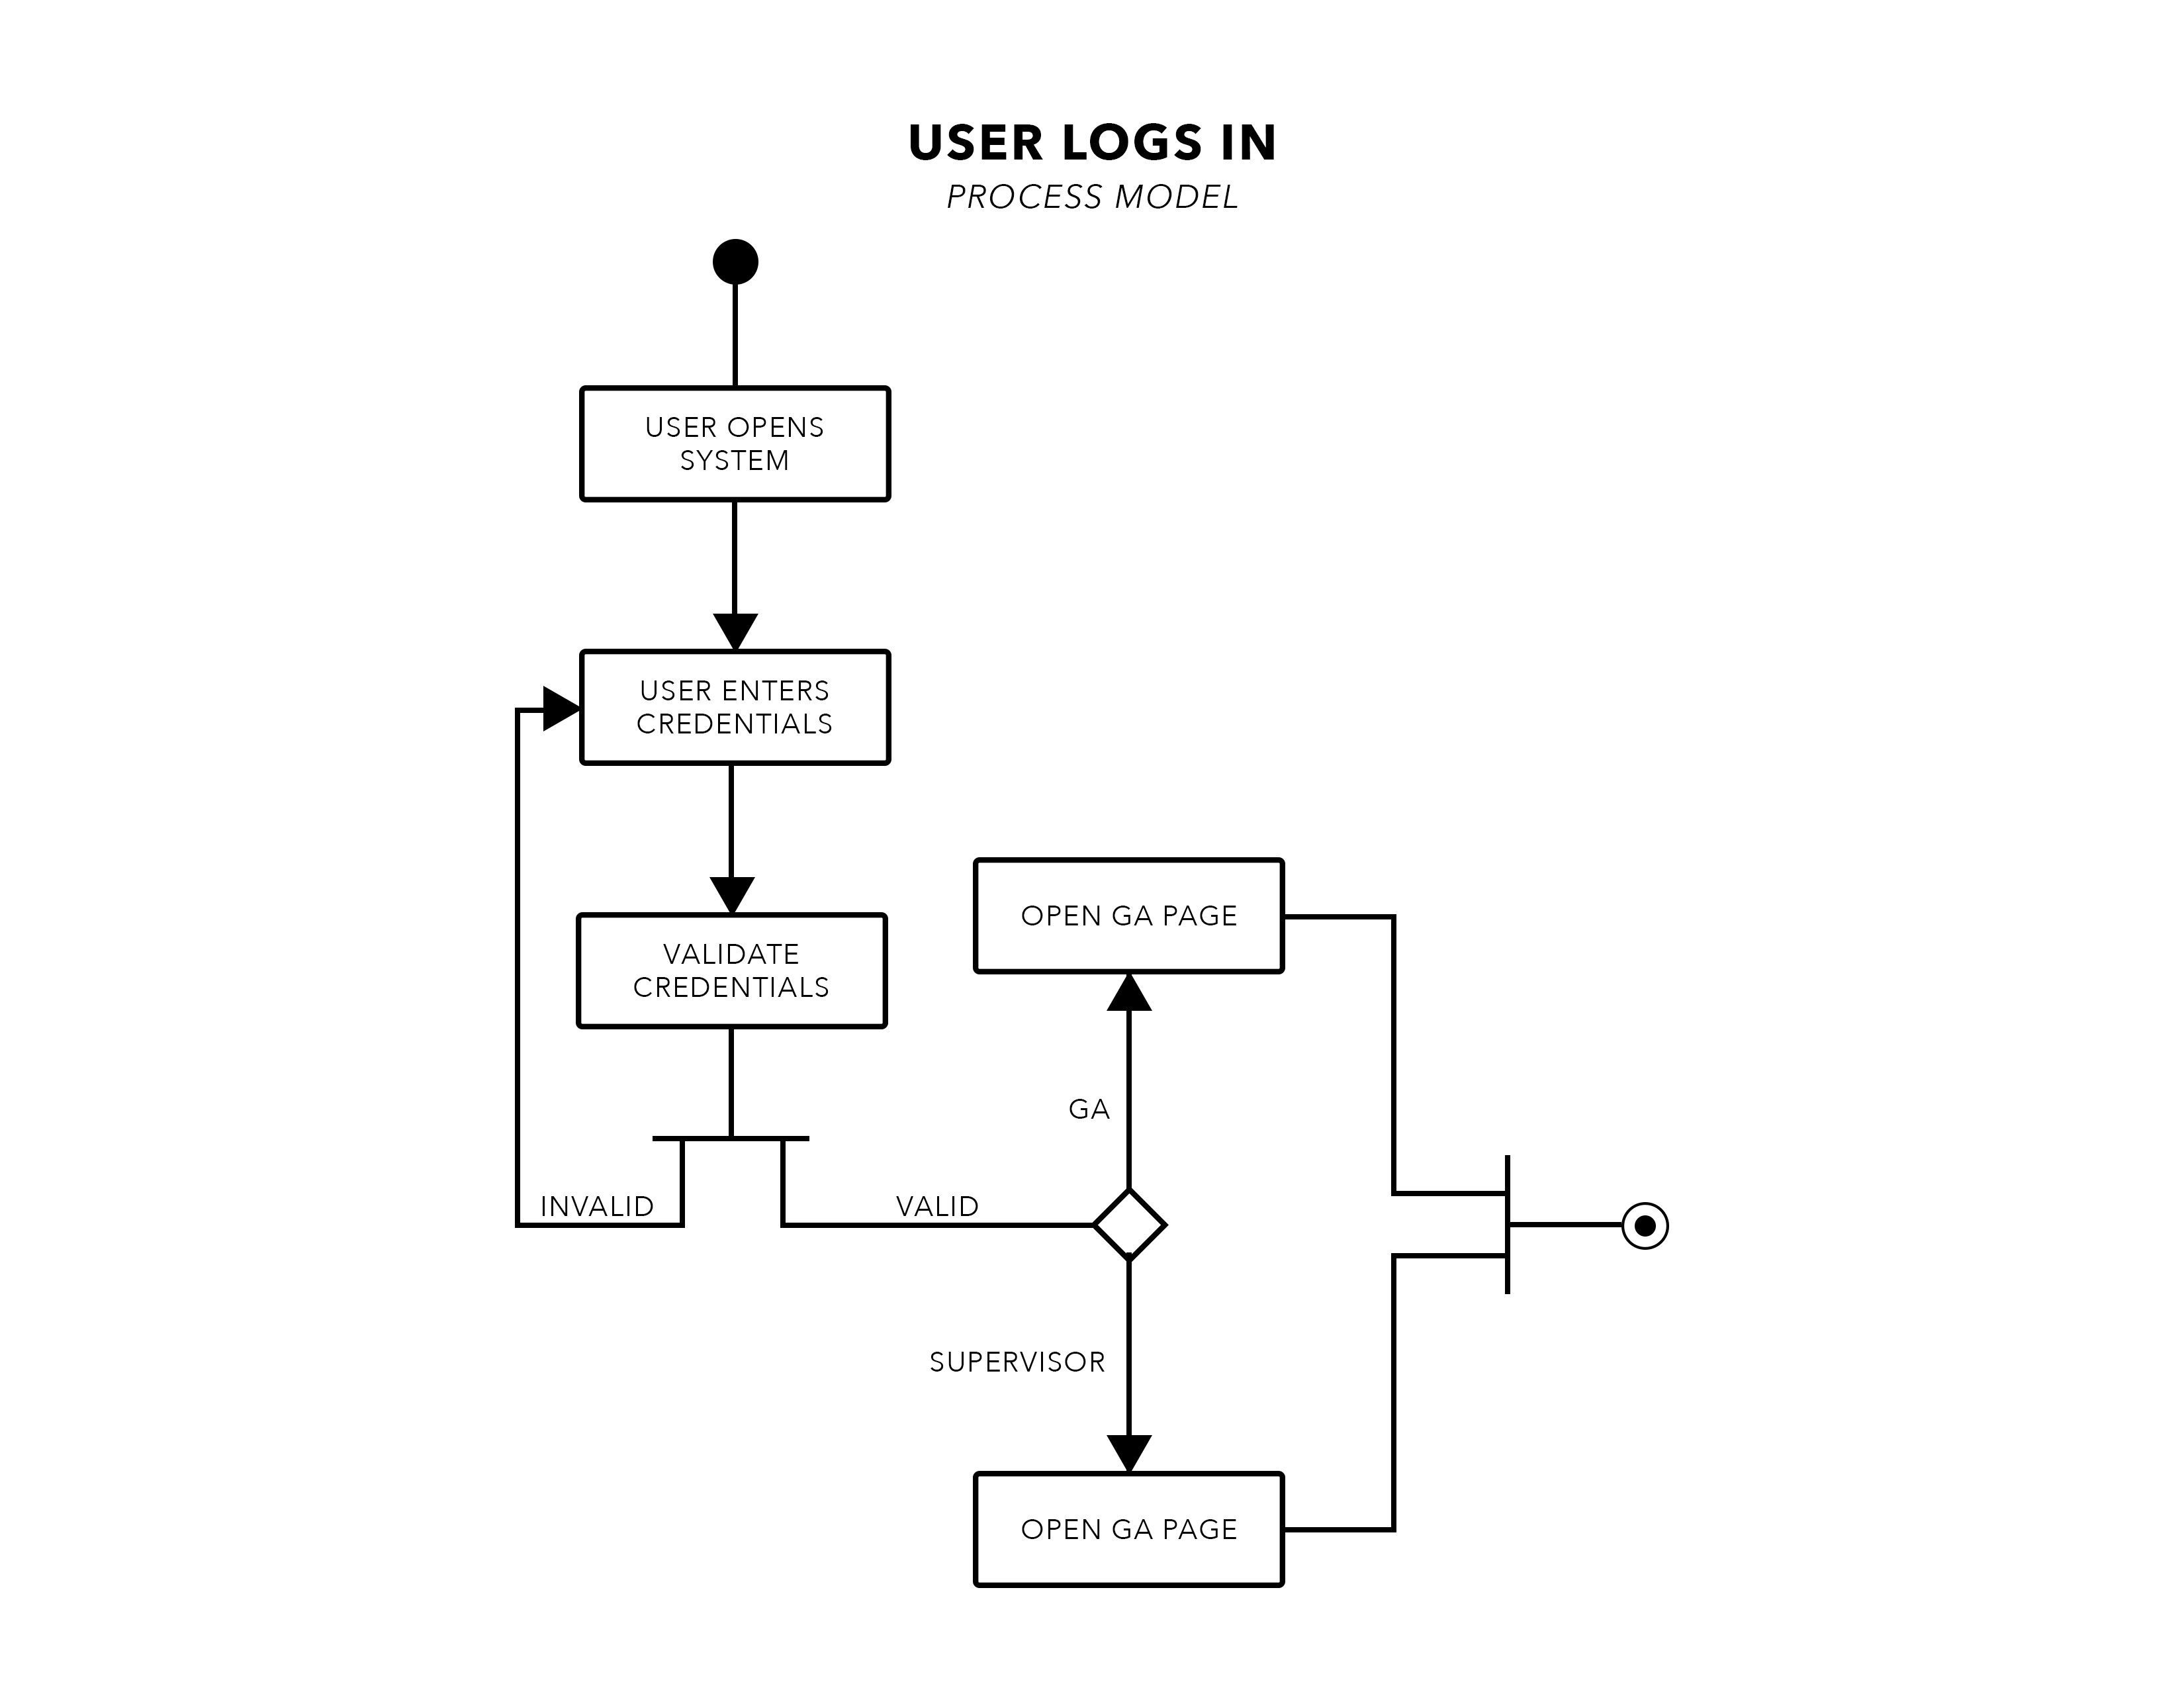 USER LOGS IN
PROCESS MODEL
USER OPENS
SYSTEM
USER ENTERS
CREDENTIALS
VALIDATE
CREDENTIALS
OPEN GA PAGE
GA
INVALID
VALID
SUPERVISOR
OPEN GA PAGE